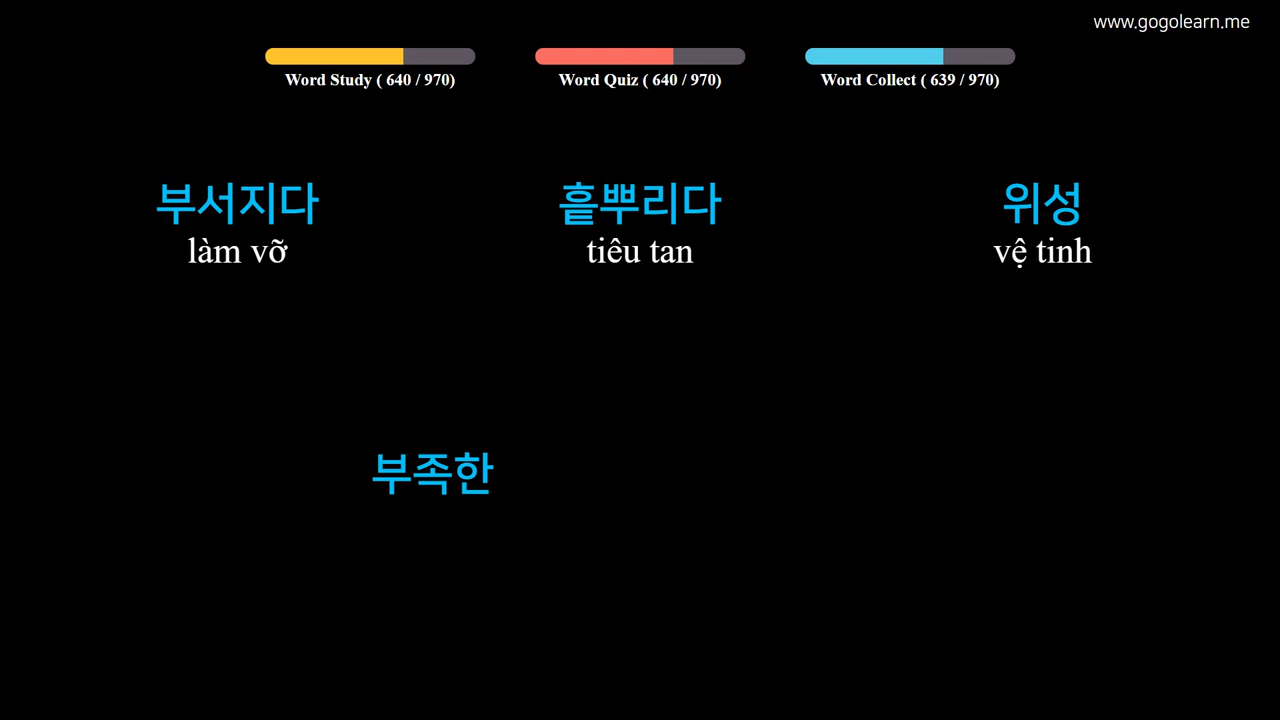 www.gogolearn.me
Word Study ( 640 / 970)
Word Quiz ( 640 / 970)
Word Collect ( 639 / 970)
부서지다
làm vỡ
흩뿌리다
tiêu tan
위성
vệ tinh
부족한